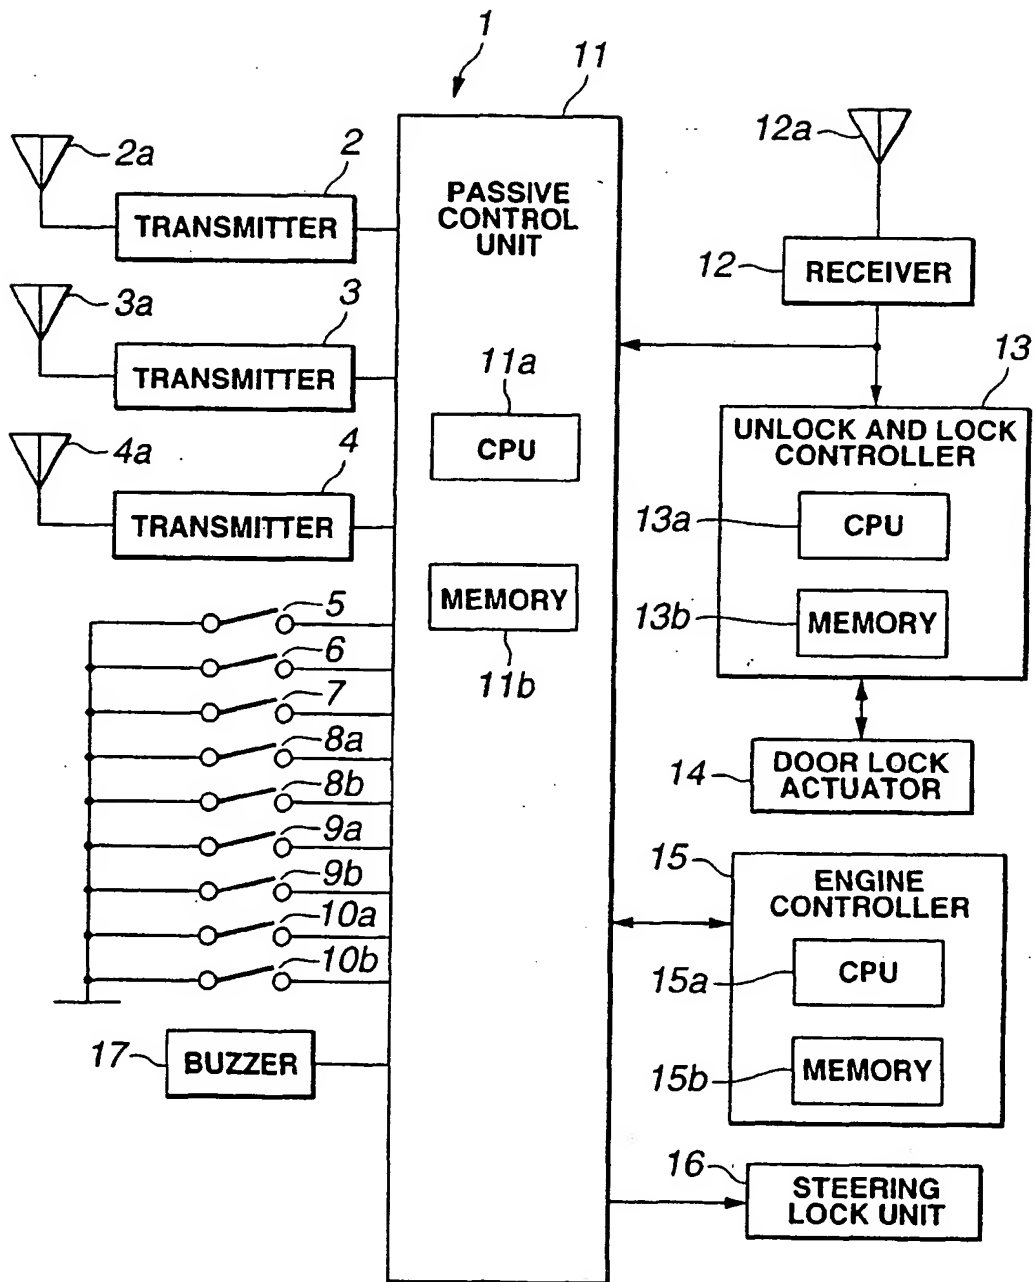 1
11
2a
2
TRANSMITTER
3a
3
TRANSMITTER
4a
4
TRANSMITTER
5
6
7
8a
8b
9a
9b
10a
10b
17
BUZZER
PASSIVE
CONTROL
UNIT
11a
CPU
MEMORY
11b
12a
12
RECEIVER
13
UNLOCK AND LOCK
CONTROLLER
13a
CPU
13b
MEMORY
14
DOOR LOCK
ACTUATOR
15
ENGINE
CONTROLLER
15a
CPU
15b
MEMORY
16
STEERING
LOCK UNIT